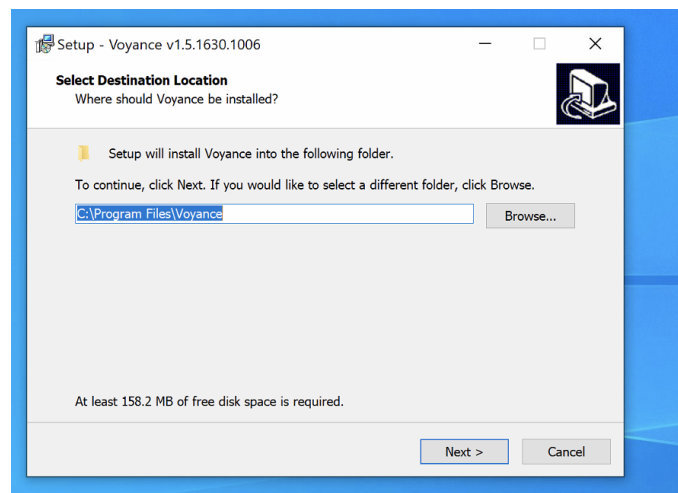 Setup - Voyance v1.5.1630.1006
Select Destination Location
Where should Voyance be installed?
Setup will install Voyance into the following folder.
To continue, click Next. If you would like to select a different folder, click Browse.
C:\Program Files\Voyance
Browse...
At least 158.2 MB of free disk space is required.
Next >
Cancel